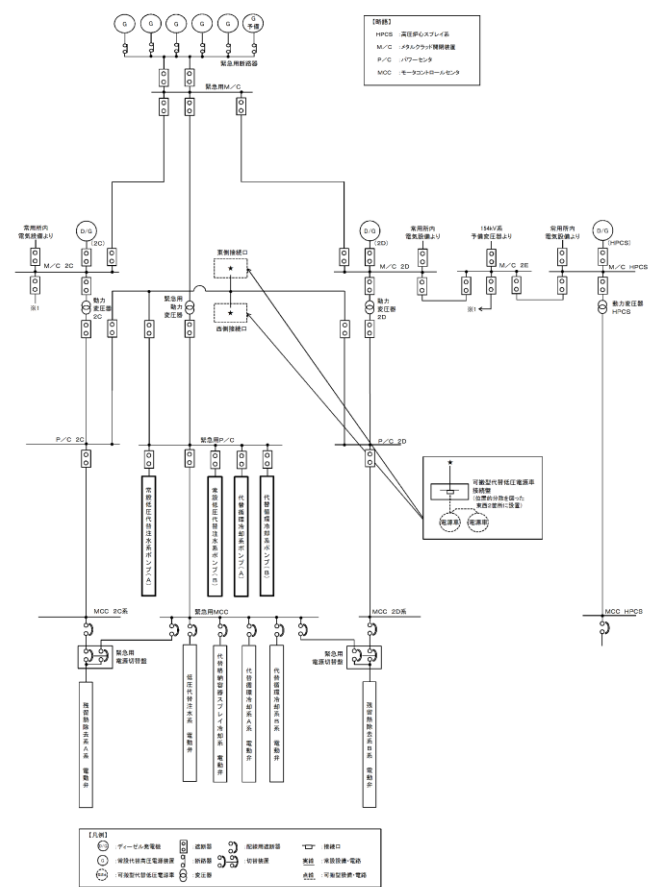 G G G G G G
予備
緊急用断路器
緊急用M/C
【断路】
HPCS :高圧炉心スプレイ系
M/C :メタルクラッド開閉装置
P/C :パワーセンタ
MCC :モータコントロールセンタ
常用所内
電気設備より
D/G
(2C)
M/C 2C
※1
動力
変圧器
2C
緊急用
動力
変圧器
東側接続口
★
★
西側接続口
D/G
(2D)
M/C 2D
動力
変圧器
2D
常用所内
電気設備より
154kV系
予備変圧器より
M/C 2E
※1
常用所内
電気設備より
D/G
(HPCS)
M/C HPCS
動力変圧器
HPCS
P/C 2C
緊急用P/C
P/C 2D
常設低圧代替注水系ポンプ(A)
常設低圧代替注水系ポンプ(B)
代替循環冷却系ポンプ(A)
代替循環冷却系ポンプ(B)
★
可搬型代替低圧電源車
接続盤
(位置的分散を図った
東西2箇所に設置)
電源車 電源車
MCC 2C系
緊急用MCC
MCC 2D系
MCC HPCS
緊急用
電源切替盤
緊急用
電源切替盤
残留熱除去系A系 電動弁
低圧代替注水系 電動弁
代替格納容器スプレイ冷却系 電動弁
代替循環冷却系A系 電動弁
代替循環冷却系B系 電動弁
残留熱除去系B系 電動弁
【凡例】
D/G :ディーゼル発電機
:遮断器
:配線用遮断器
:接続口
G :常設代替高圧電源装置
:断路器
:切替装置
実線 :常設設備・電路
:可搬型代替低圧電源車
:変圧器
点線 :可搬型設備・電路